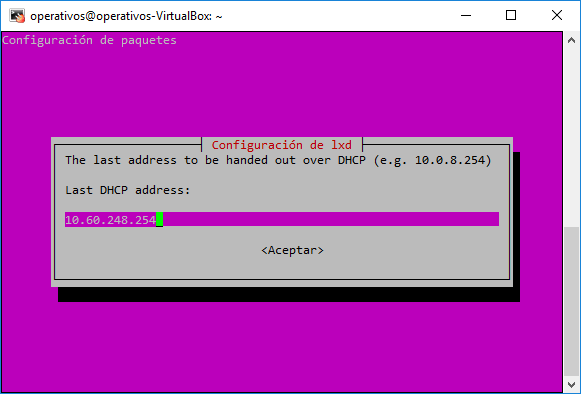 operativos@operativos-VirtualBox: ~
Configuración de paquetes
Configuración de lxd
The last address to be handed out over DHCP (e.g. 10.0.8.254)
Last DHCP address:
10.60.248.254
<Aceptar>